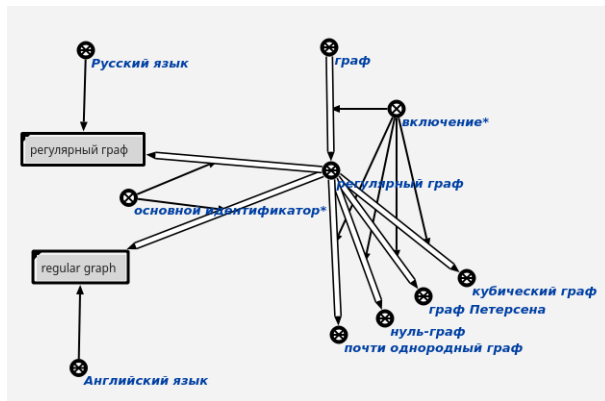 Русский язык
граф
включение*
регулярный граф
регулярный граф
основной идентификатор*
regular graph
кубический граф
граф Петерсена
нуль-граф
почти однородный граф
Английский язык